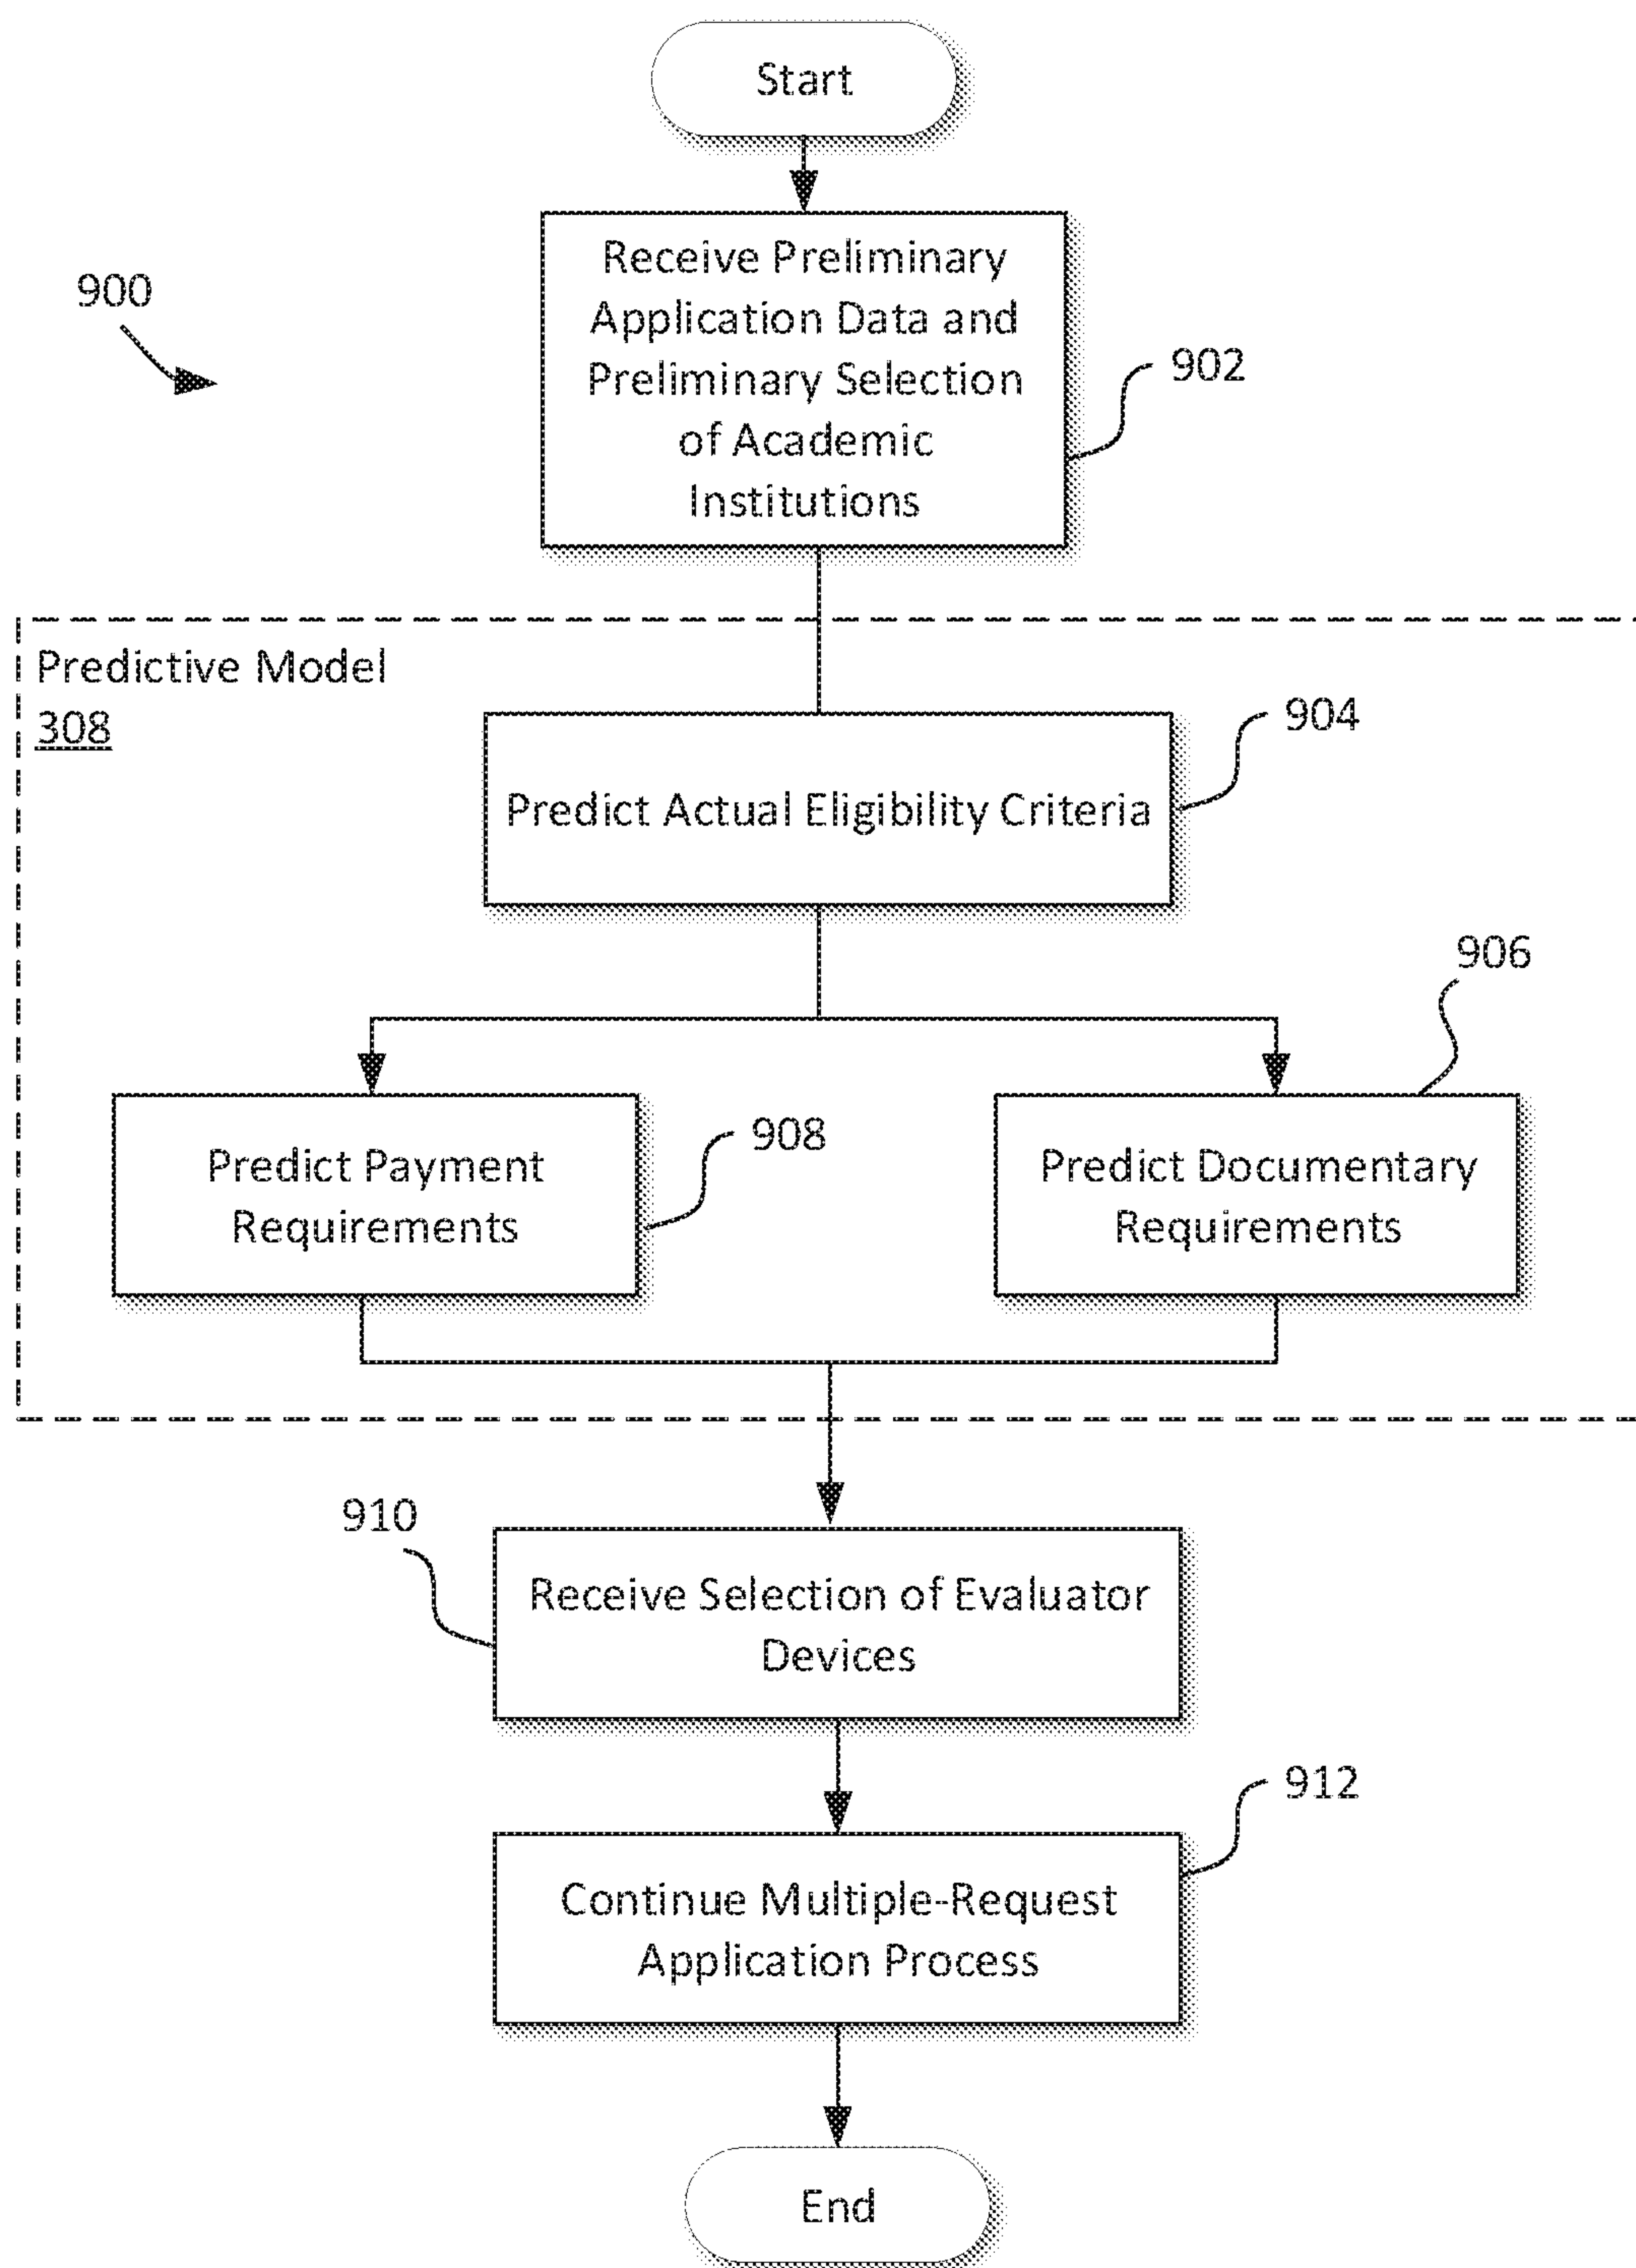 Start
900
Receive Preliminary
Application Data and
Preliminary Selection
of Academic
Institutions
902
Predictive Model
308
904
Predict Actual Eligibility Criteria
906
Predict Payment
Requirements
908
Predict Documentary
Requirements
910
Receive Selection of Evaluator
Devices
912
Continue Multiple-Request
Application Process
End